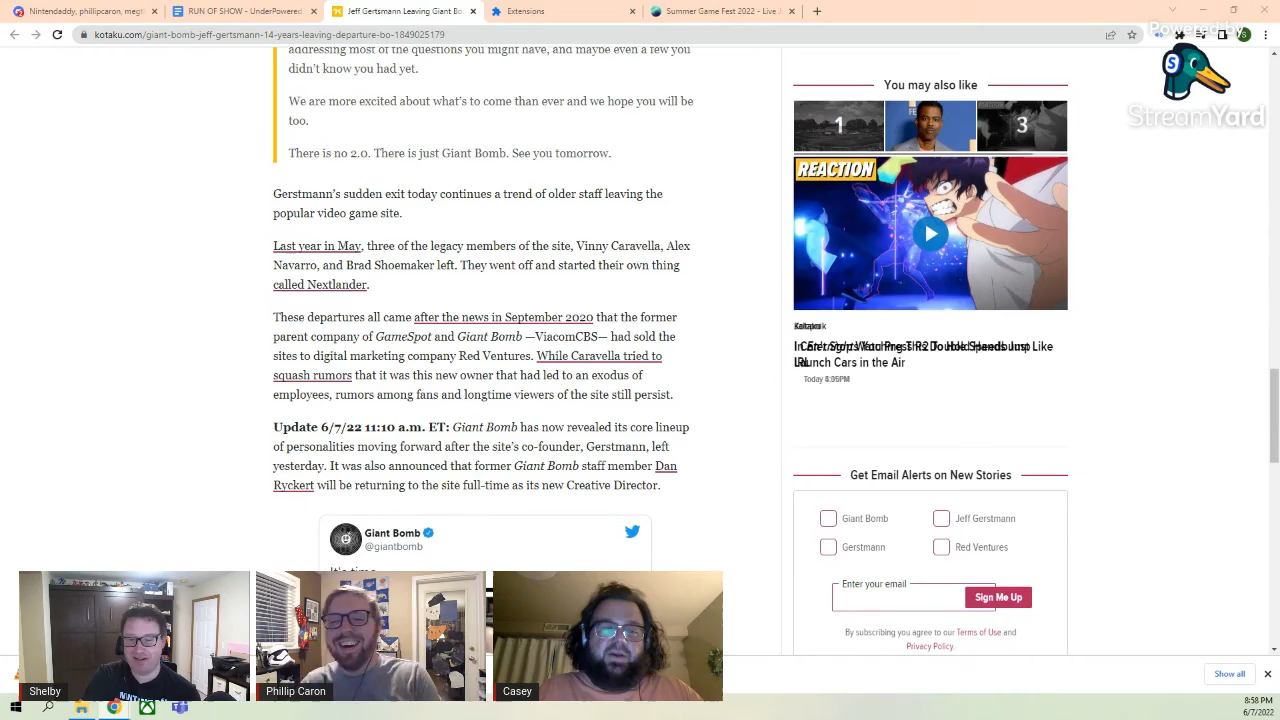 Nintendaddy, phillipcaron, meg
RUN OF SHOW - Google Docs
Jeff Gertsmann Leaving Giant Bo
Extensions
Summer Game Fest 2022 - Live
kotaku.com/giant-bomb-jeff-gertsmann-14-years-leaving-departure-bo-1849025179
Powered by
StreamYard
addressing most of the questions you might have, and maybe even a few you
didn't know you had yet.
We are more excited about what's to come than ever and we hope you will be
too.
There is no 2.0. There is just Giant Bomb. See you tomorrow.
Gerstmann's sudden exit today continues a trend of older staff leaving the
popular video game site.
Last year in May, three of the legacy members of the site, Vinny Caravella, Alex
Navarro, and Brad Shoemaker left. They went off and started their own thing
called Nextlander.
These departures all came after the news in September 2020 that the former
parent company of GameSpot and Giant Bomb —ViacomCBS— had sold the
sites to digital marketing company Red Ventures. While Caravella tried to
squash rumors that it was this new owner that had led to an exodus of
employees, rumors among fans and longtime viewers of the site still persist.
Update 6/7/22 11:10 a.m. ET: Giant Bomb has revealed its core lineup
of personalities moving forward after the site's co-founder, Gerstmann, left
yesterday. It was also announced that former Giant Bomb staff member Dan
Ryckert will be returning to the site full-time as its new Creative Director.
Giant Bomb
@giantbomb
It's time
You may also like
1
3
REACTION
Like
Launch Cars in the Air
Today
Get Email Alerts on New Stories
Giant Bomb
Jeff Gerstmann
Gerstmann
Red Ventures
Enter your email
Sign Me Up
By subscribing you agree to our Terms of Use and
Privacy Policy.
Shelby
Phillip Caron
Casey
Show all
8:58 PM
6/7/2022